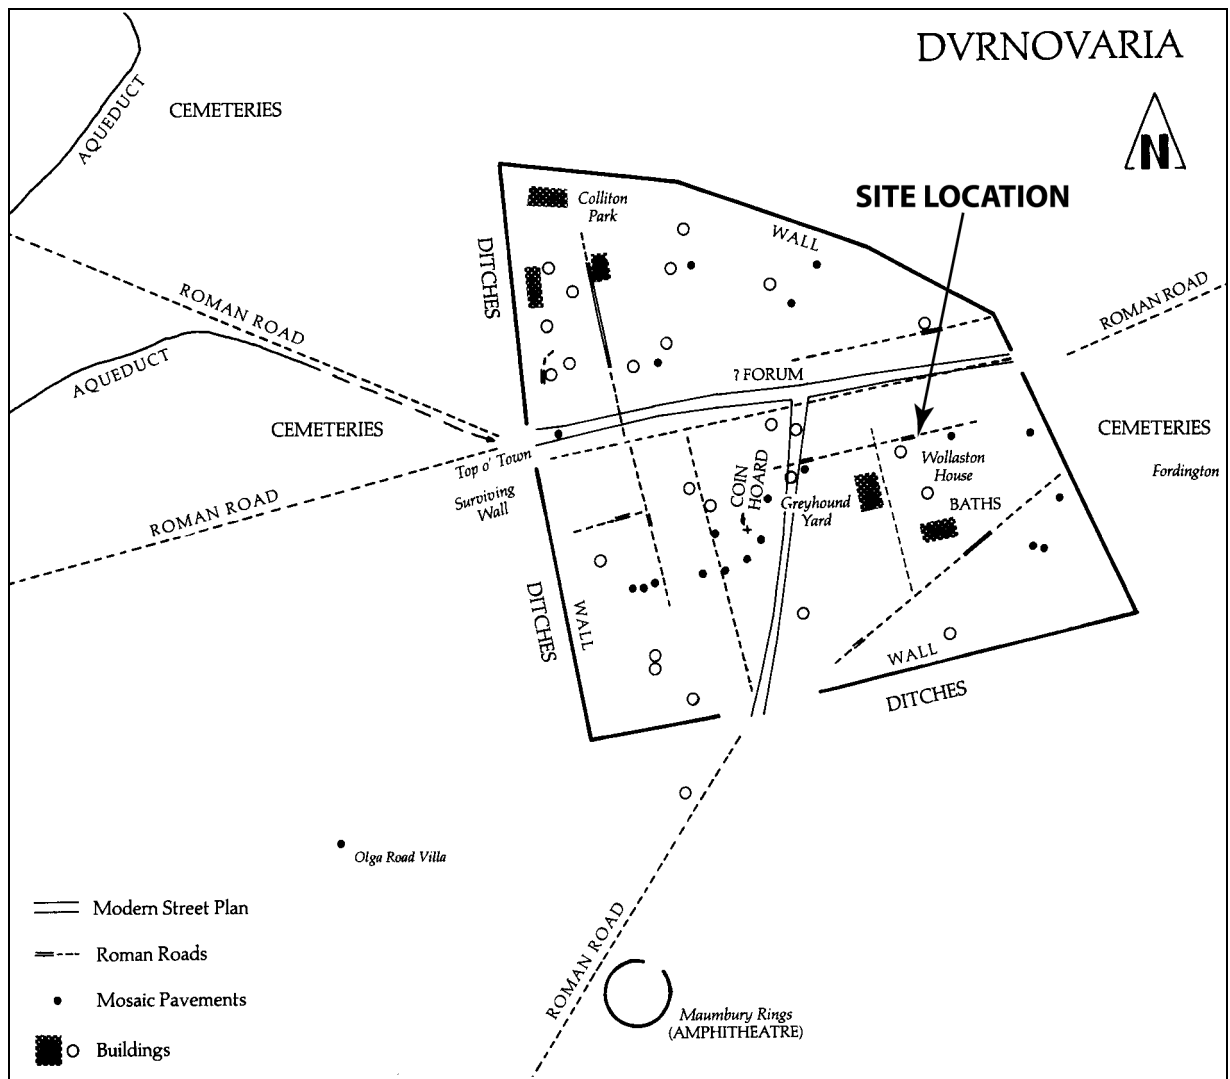 DVRNOVARIA
N
AQUEDUCT
CEMETERIES
SITE LOCATION
Colliton
Park
WALL
DITCHES
ROMAN ROAD
ROMAN ROAD
AQUEDUCT
? FORUM
CEMETERIES
CEMETERIES
Top o' Town
Fordington
Surviving
Wall
COIN
HOARD
Wollaston
House
Greyhound
Yard
BATHS
ROMAN ROAD
DITCHES
WALL
WALL
DITCHES
Olga Road Villa
Modern Street Plan
Roman Roads
Mosaic Pavements
Buildings
ROMAN ROAD
Maumbury Rings
(AMPHITHEATRE)